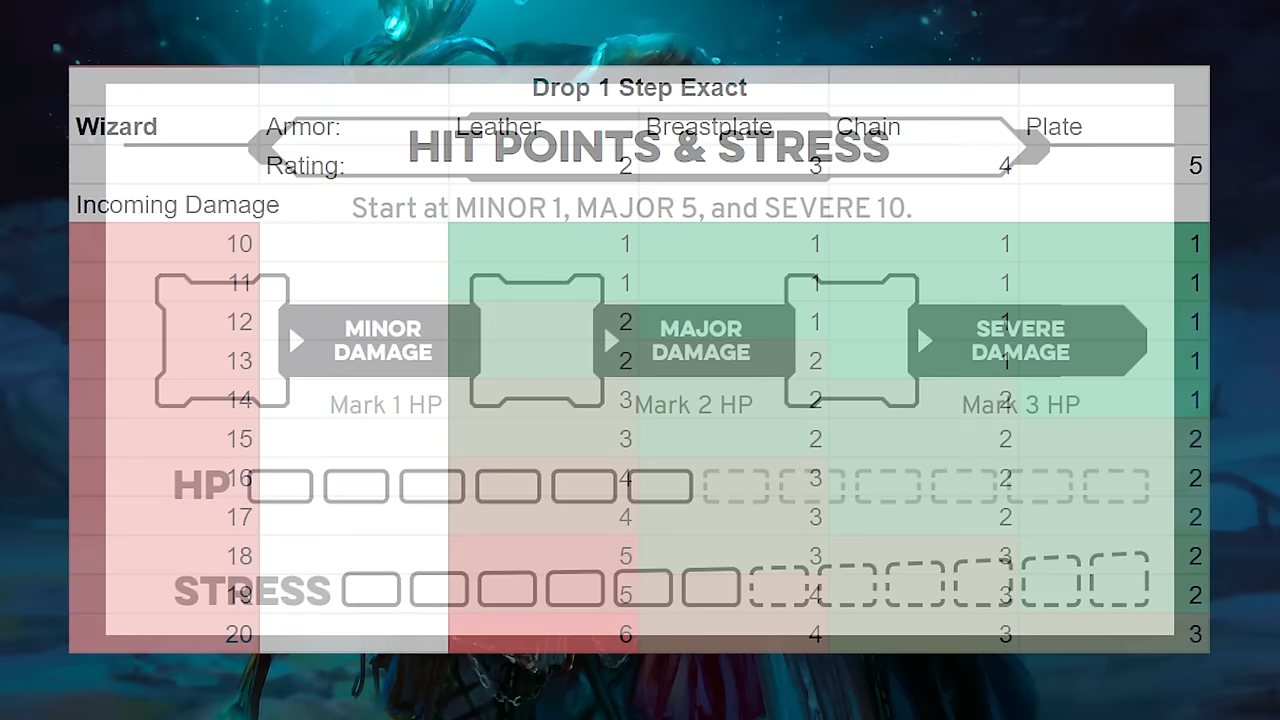 Drop 1 Step Exact
Wizard Armor: Leather Breastplate Chain Plate
HIT POINTS & STRESS
Rating: 2 3 4 5
Incoming Damage
Start at MINOR 1, MAJOR 5, and SEVERE 10.
10 1 1 1 1
11 1 1 1 1
12 2 1 1 1
MINOR DAMAGE
MAJOR DAMAGE
SEVERE DAMAGE
13 2 2 1 1
14 3 2 2 1
Mark 1 HP Mark 2 HP Mark 3 HP
15 3 2 2 2
16 4 3 2 2
HP
17 4 3 2 2
18 5 3 3 2
19 5 4 3 2
STRESS
20 6 4 3 3